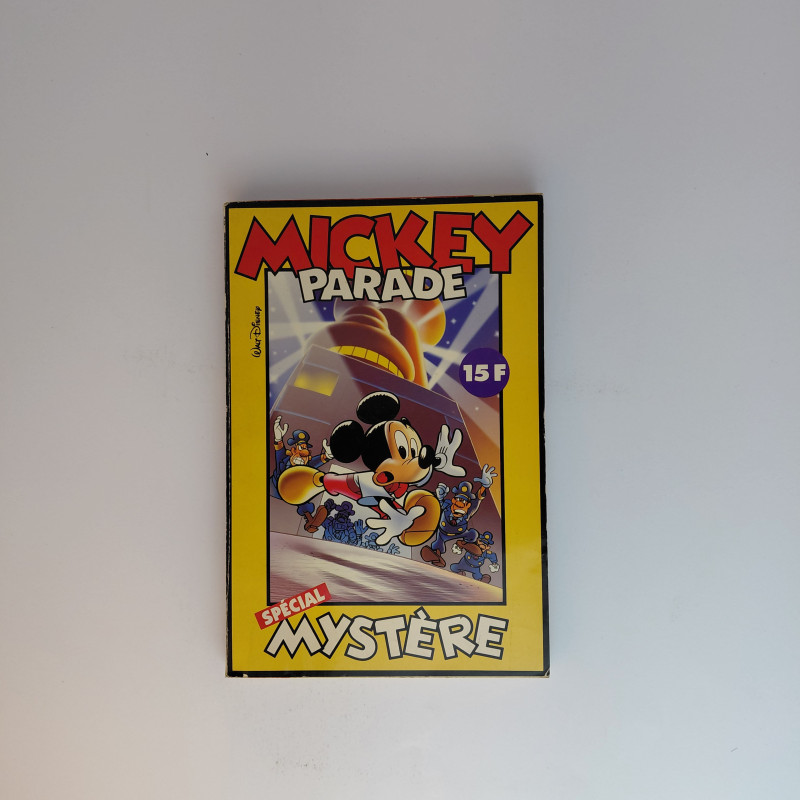 MICKEY
PARADE
WALT DISNEY
15 F
SPÉCIAL
MYSTÈRE